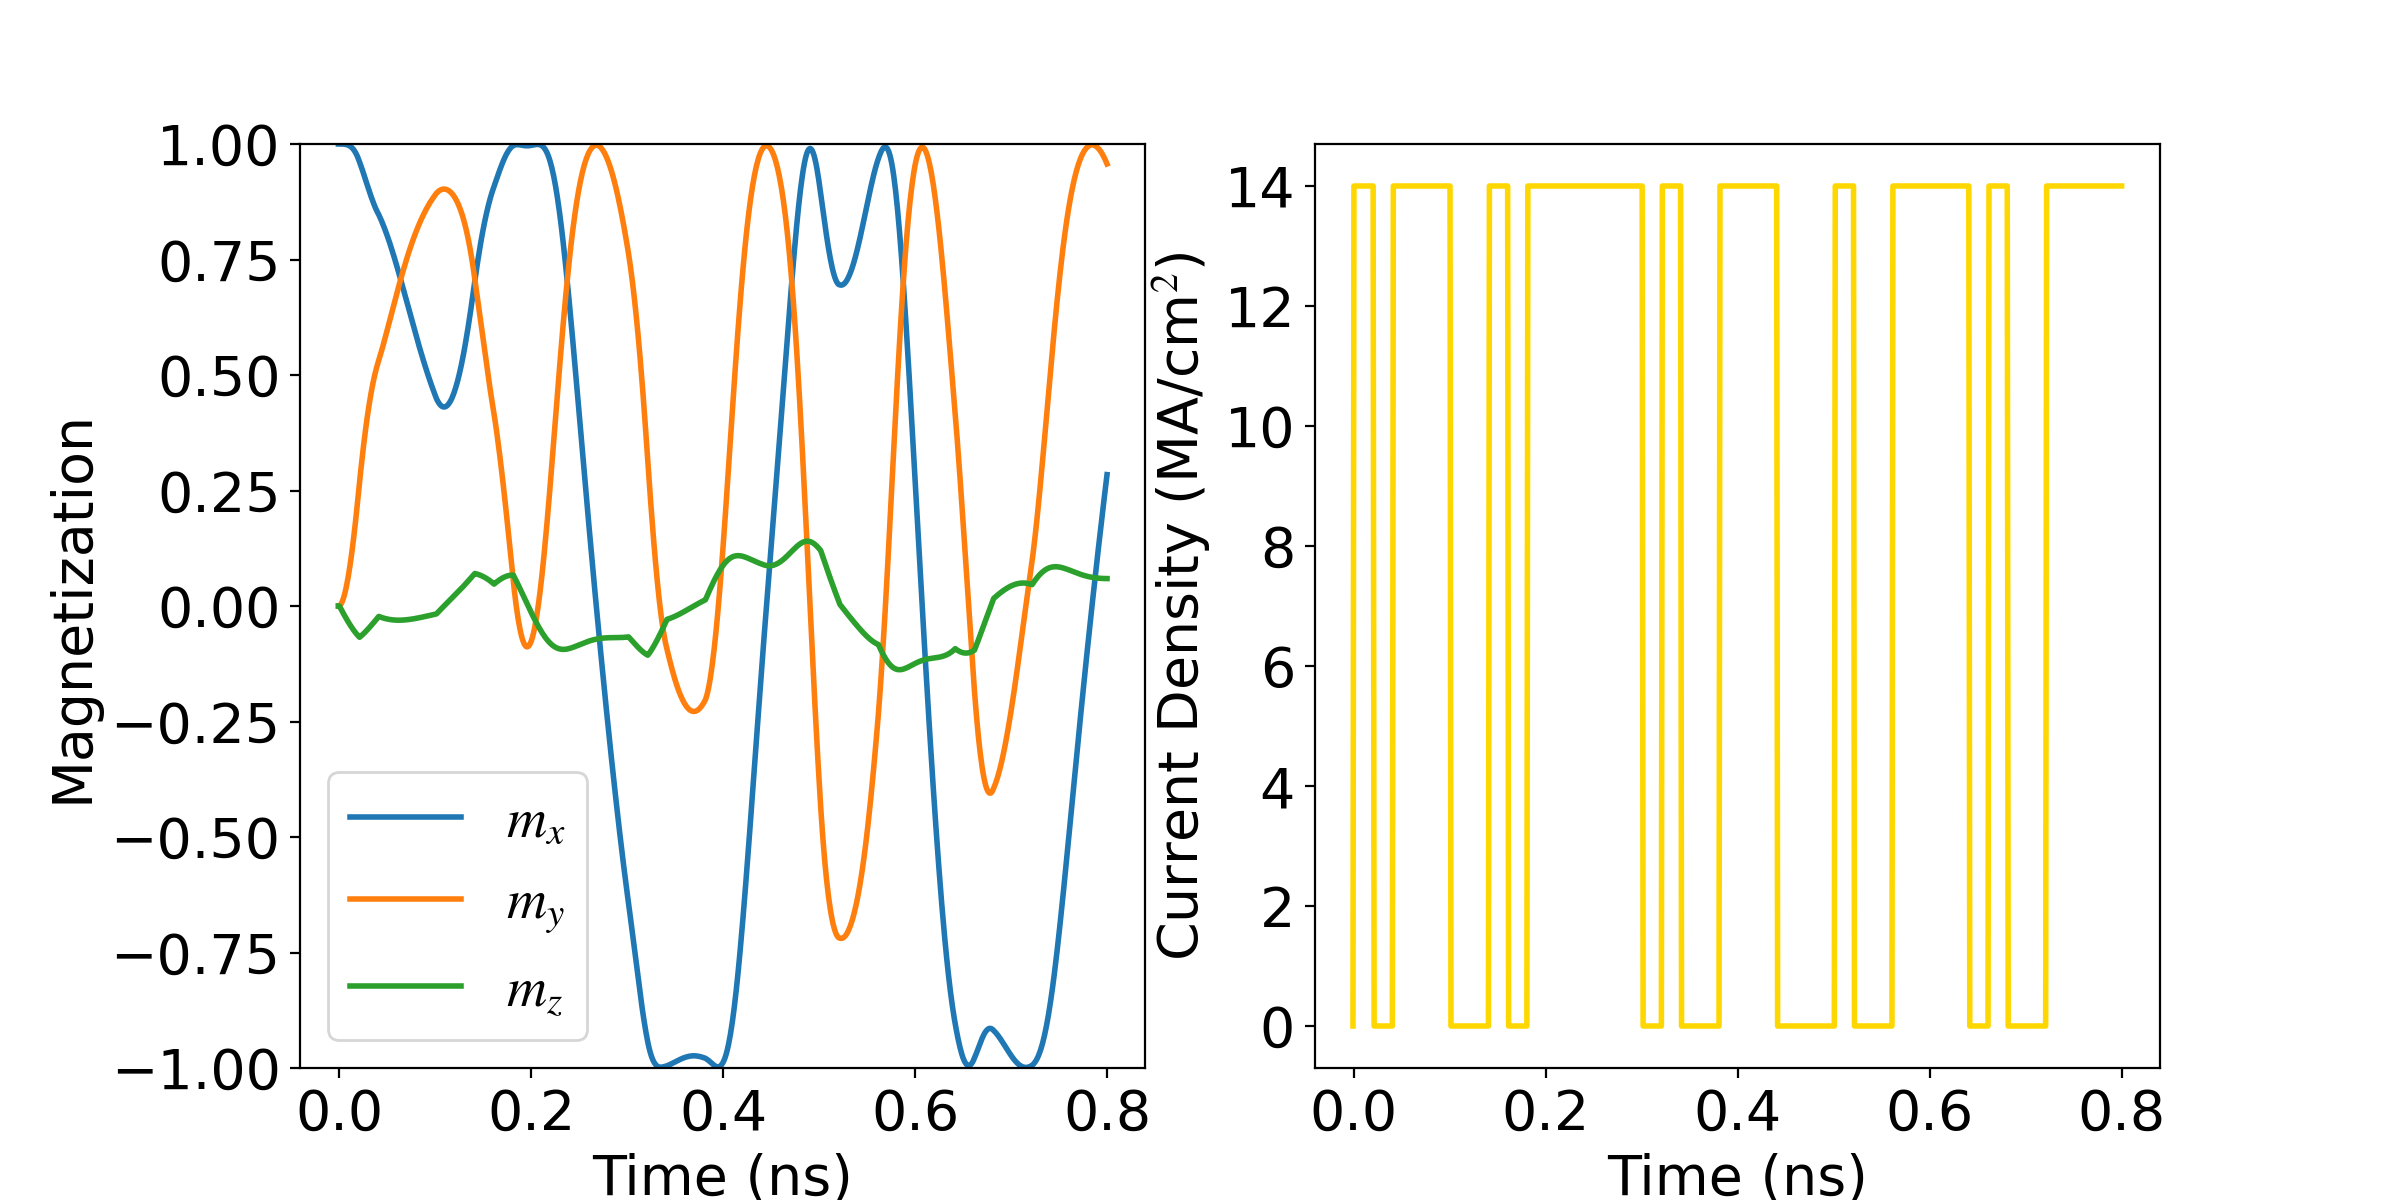 1.00
0.75
0.50
0.25
0.00
−0.25
−0.50
−0.75
−1.00
Magnetization
m_x
m_y
m_z
0.0 0.2 0.4 0.6 0.8
Time (ns)
14
12
10
8
6
4
2
0
Current Density (MA/cm²)
0.0 0.2 0.4 0.6 0.8
Time (ns)